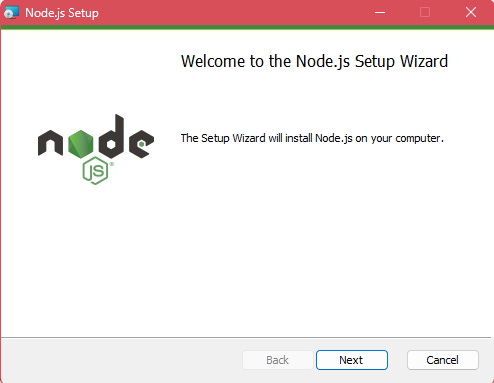 Node.js Setup
Welcome to the Node.js Setup Wizard
The Setup Wizard will install Node.js on your computer.
node
JS®
Back Next Cancel